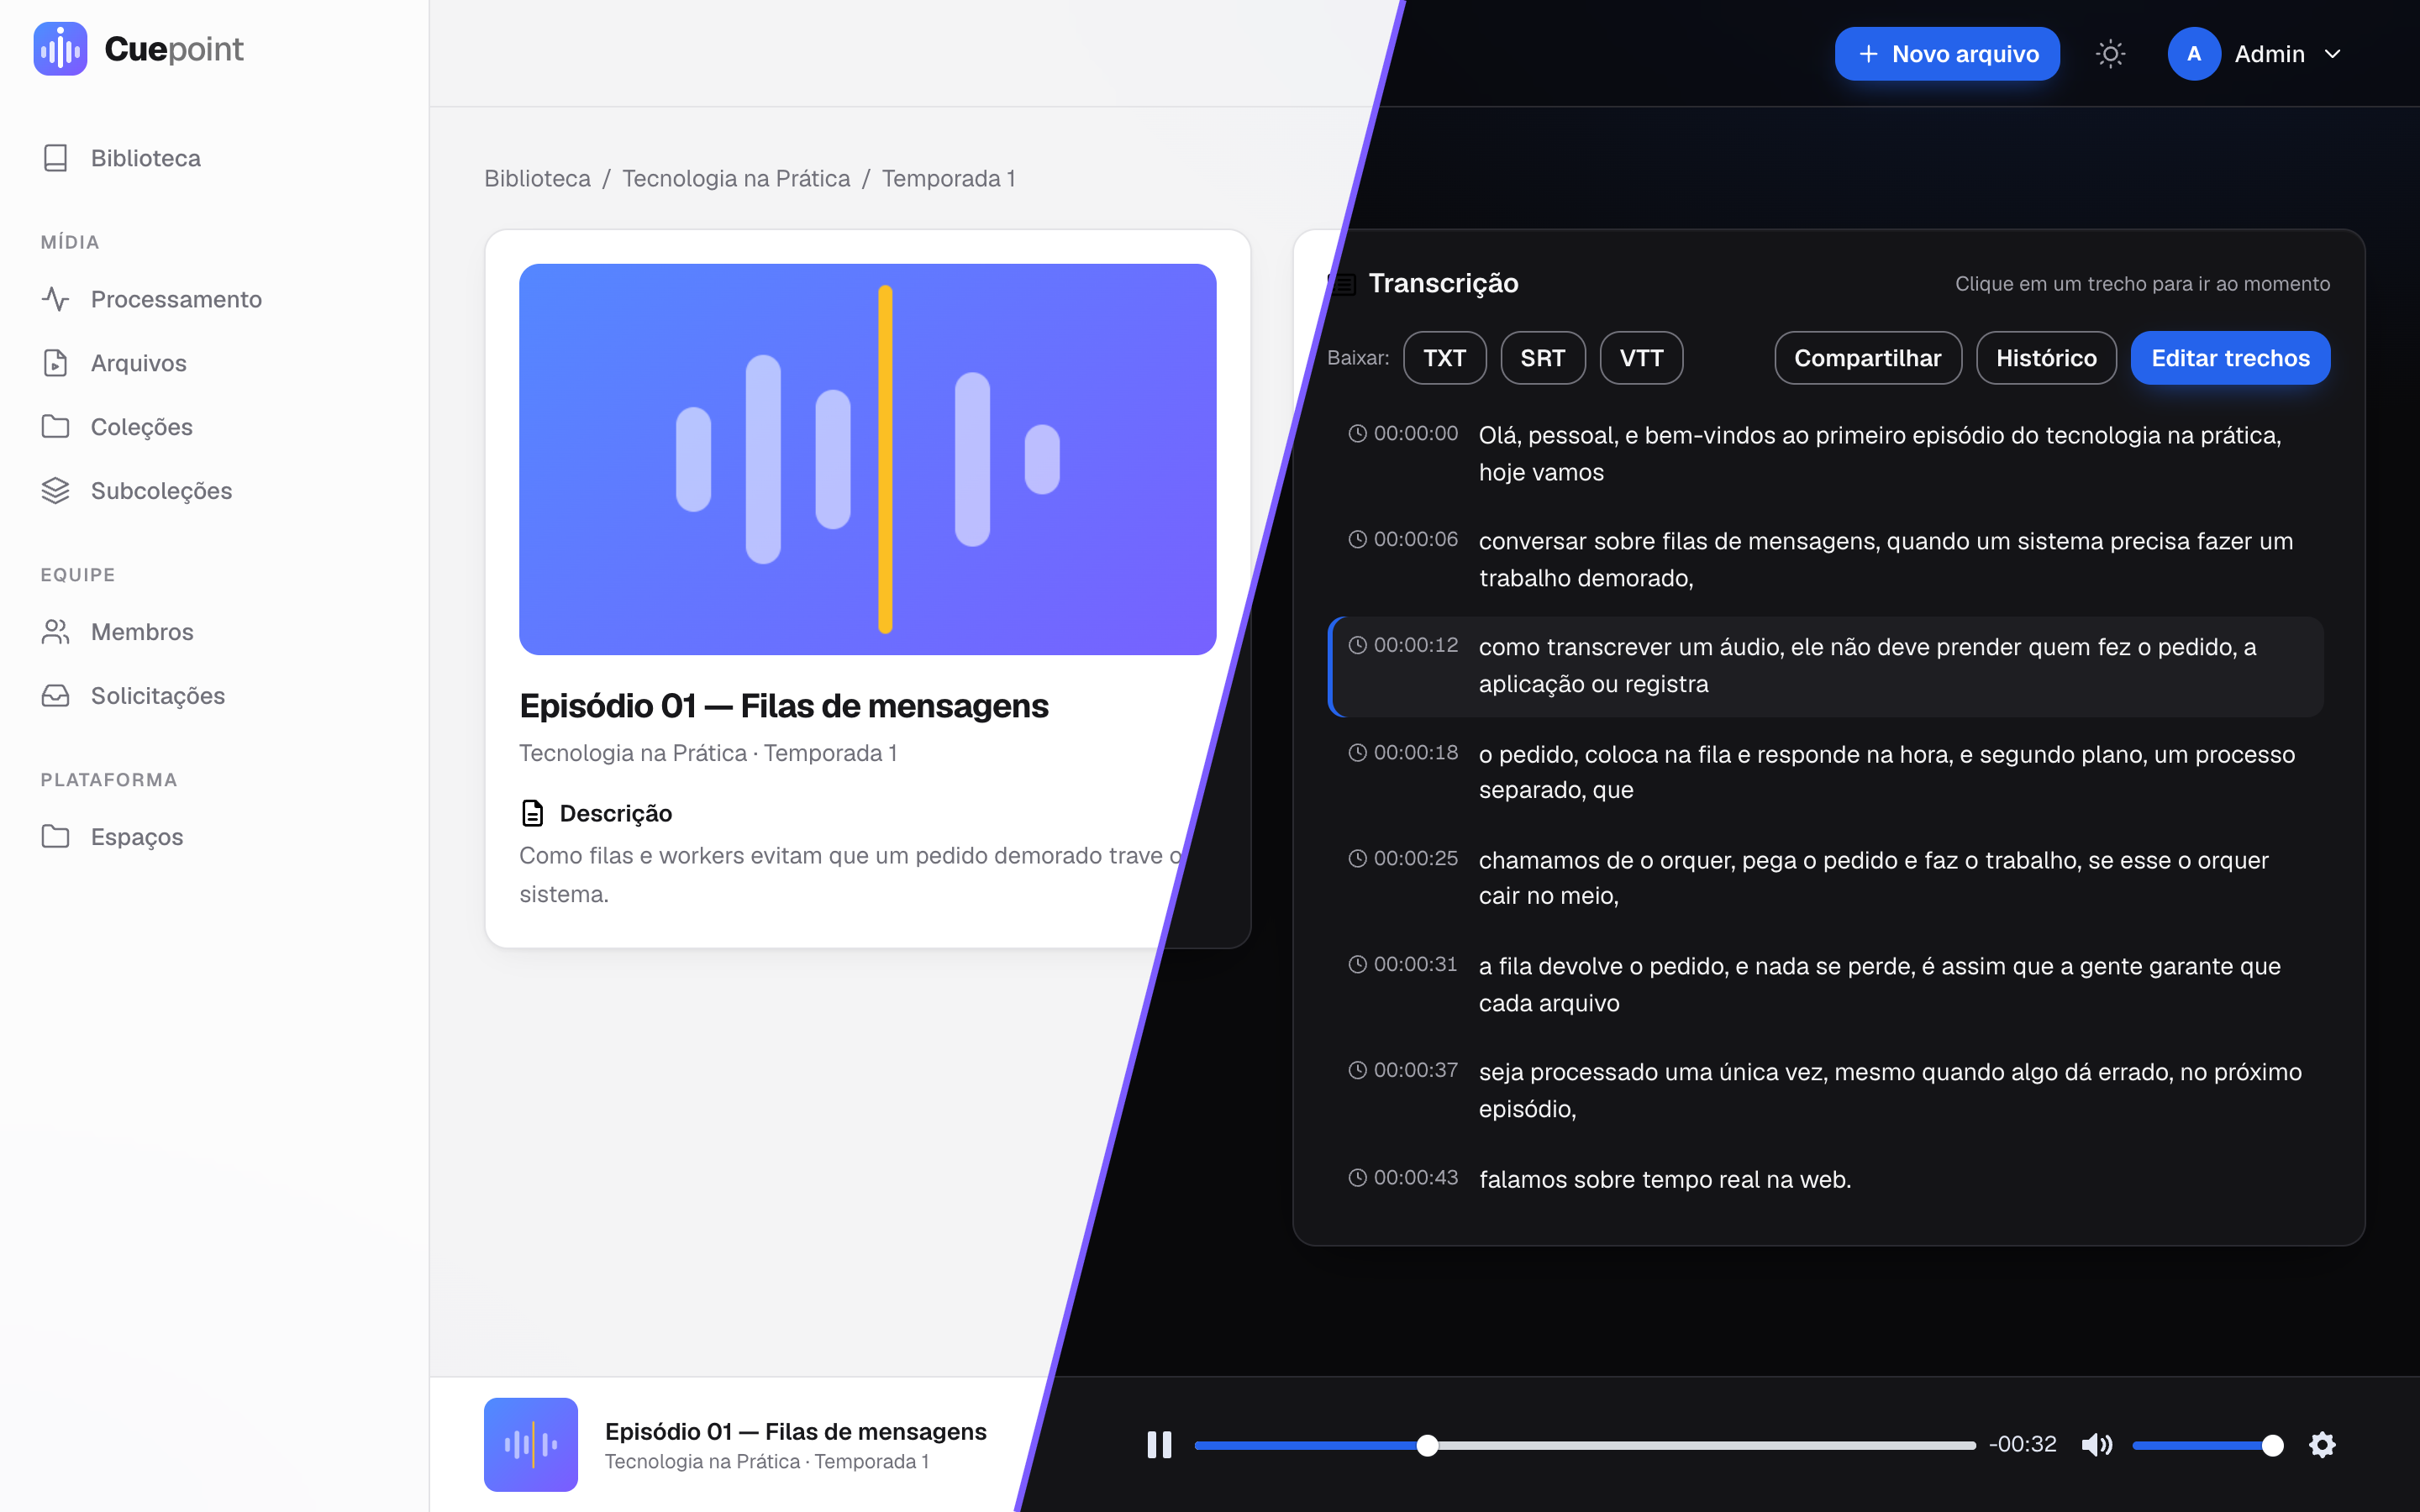 Cuepoint
Biblioteca
MÍDIA
Processamento
Arquivos
Coleções
Subcoleções
EQUIPE
Membros
Solicitações
PLATAFORMA
Espaços
Novo arquivo
A
Admin
Biblioteca / Tecnologia na Prática / Temporada 1
Episódio 01 — Filas de mensagens
Tecnologia na Prática · Temporada 1
Descrição
Como filas e workers evitam que um pedido demorado trave o
sistema.
Transcrição
Clique em um trecho para ir ao momento
Baixar:
TXT
SRT
VTT
Compartilhar
Histórico
Editar trechos
00:00:00 Olá, pessoal, e bem-vindos ao primeiro episódio do tecnologia na prática,
hoje vamos
00:00:06 conversar sobre filas de mensagens, quando um sistema precisa fazer um
trabalho demorado,
00:00:12 como transcrever um áudio, ele não deve prender quem fez o pedido, a
aplicação ou registra
00:00:18 o pedido, coloca na fila e responde na hora, e segundo plano, um processo
separado, que
00:00:25 chamamos de o orquer, pega o pedido e faz o trabalho, se esse o orquer
cair no meio,
00:00:31 a fila devolve o pedido, e nada se perde, é assim que a gente garante que
cada arquivo
00:00:37 seja processado uma única vez, mesmo quando algo dá errado, no próximo
episódio,
00:00:43 falamos sobre tempo real na web.
Episódio 01 — Filas de mensagens
Tecnologia na Prática · Temporada 1
-00:32